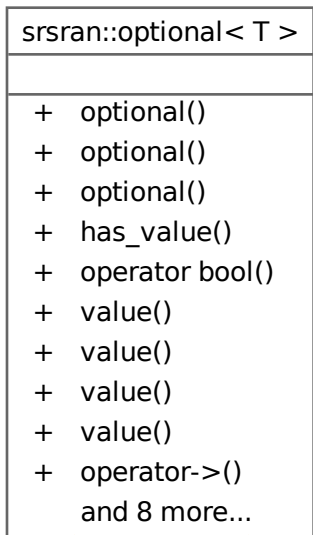 srsran::optional< T >
+ optional()
+ optional()
+ optional()
+ has_value()
+ operator bool()
+ value()
+ value()
+ value()
+ value()
+ operator->()
and 8 more...